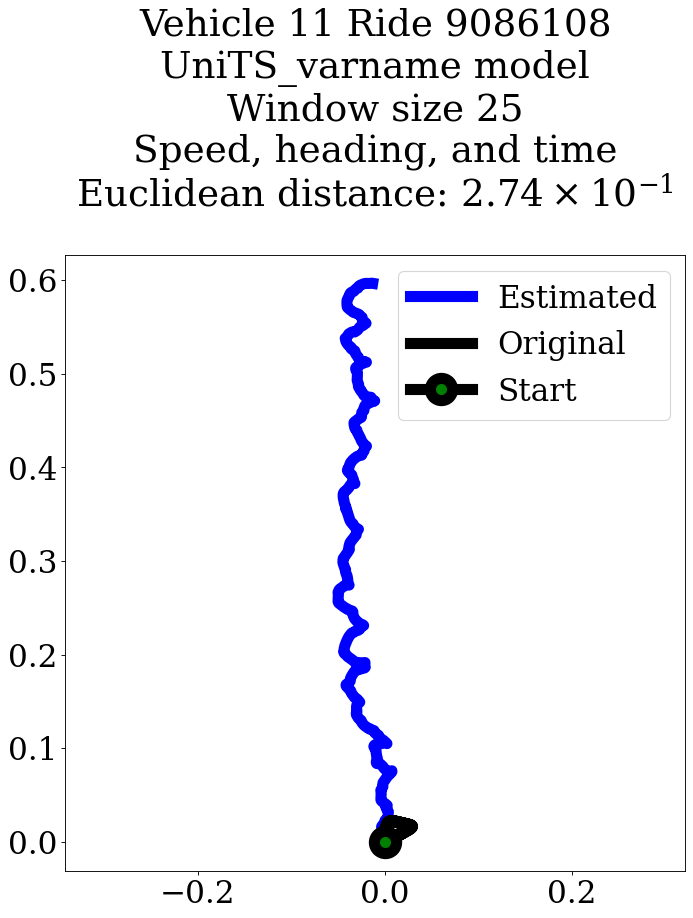 Vehicle 11 Ride 9086108
UniTS_varname model
Window size 25
Speed, heading, and time
Euclidean distance: 2.74 × 10⁻¹
0.6
0.5
0.4
0.3
0.2
0.1
0.0
Estimated
Original
Start
−0.2 0.0 0.2